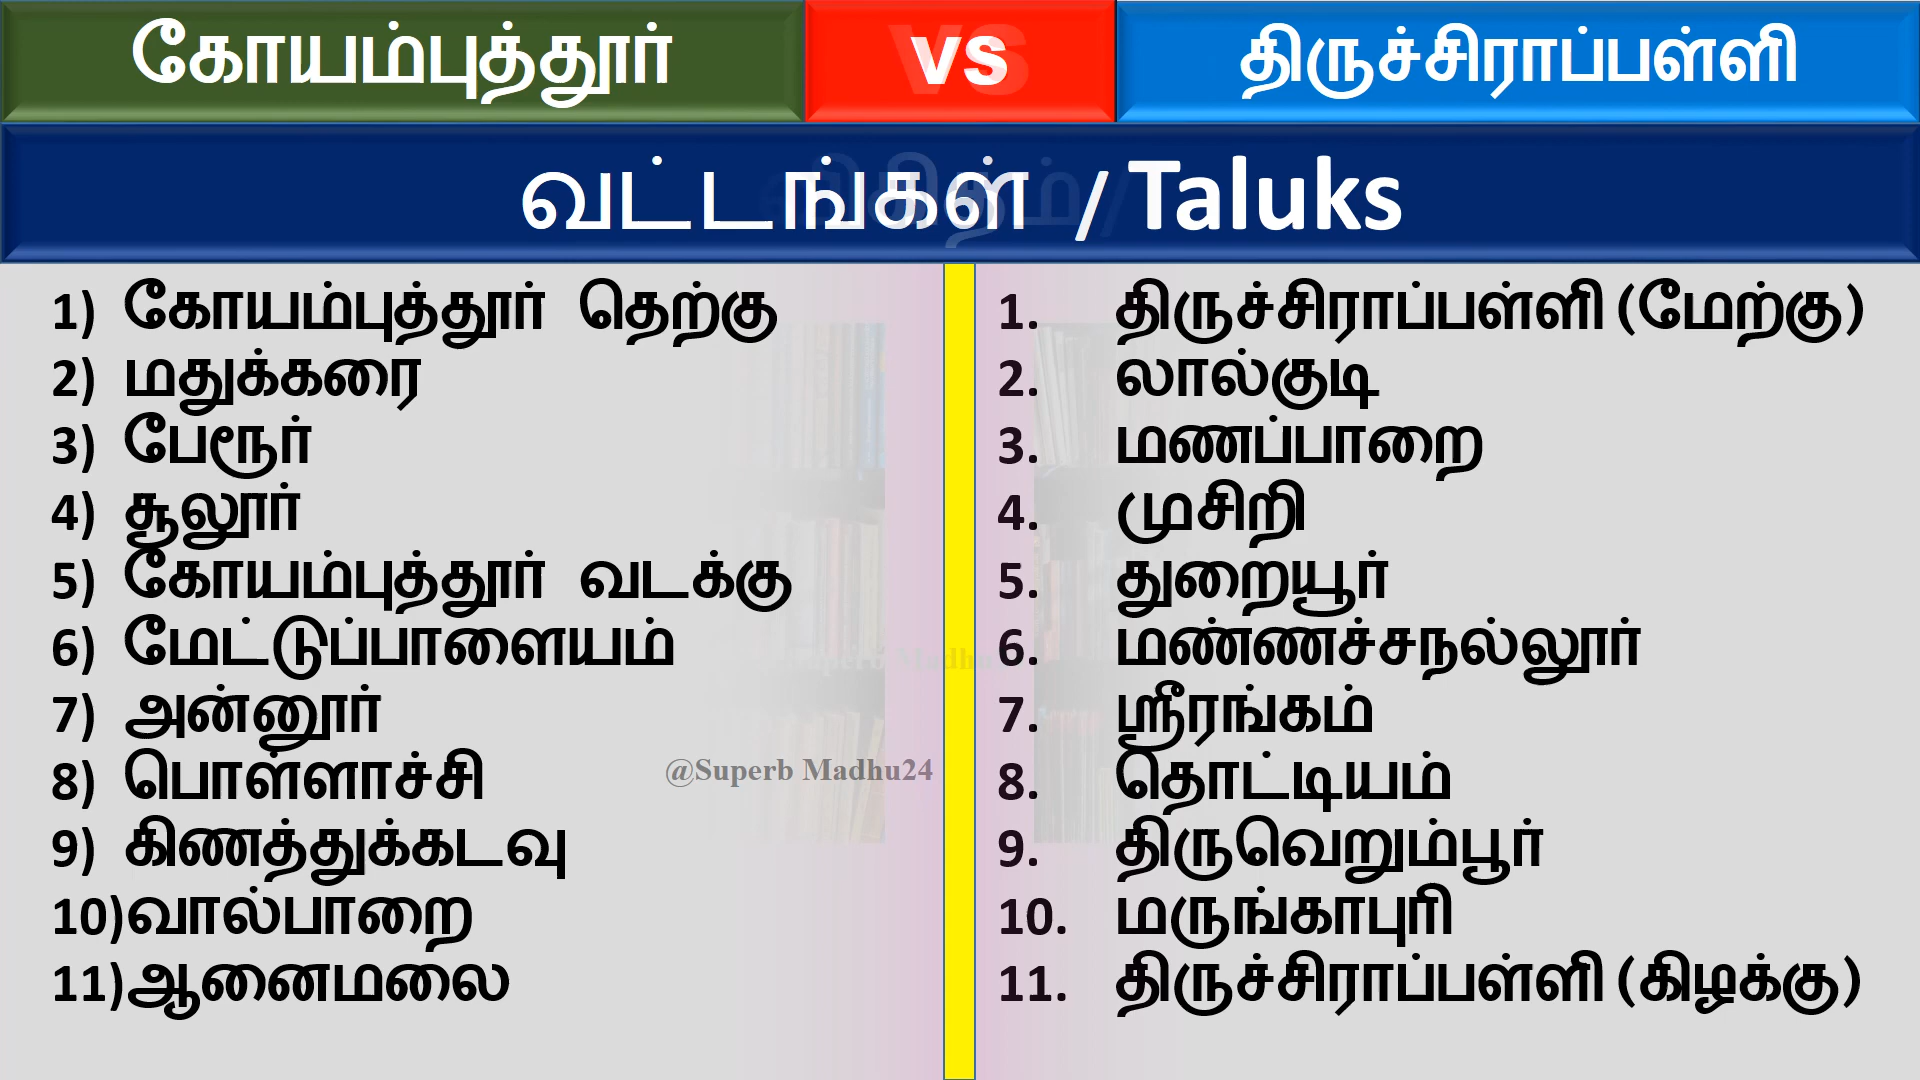 கோயம்புத்தூர்
VS
திருச்சிராப்பள்ளி
வட்டங்கள் / Taluks
1) கோயம்புத்தூர் தெற்கு
2) மதுக்கரை
3) பேரூர்
4) சூலூர்
5) கோயம்புத்தூர் வடக்கு
6) மேட்டுப்பாளையம்
7) அன்னூர்
8) பொள்ளாச்சி
9) கிணத்துக்கடவு
10)வால்பாறை
11)ஆனைமலை
@Superb Madhu24
1. திருச்சிராப்பள்ளி (மேற்கு)
2. லால்குடி
3. மணப்பாறை
4. முசிறி
5. துறையூர்
6. மண்ணச்சநல்லூர்
7. ஸ்ரீரங்கம்
8. தொட்டியம்
9. திருவெறும்பூர்
10. மருங்காபுரி
11. திருச்சிராப்பள்ளி (கிழக்கு)